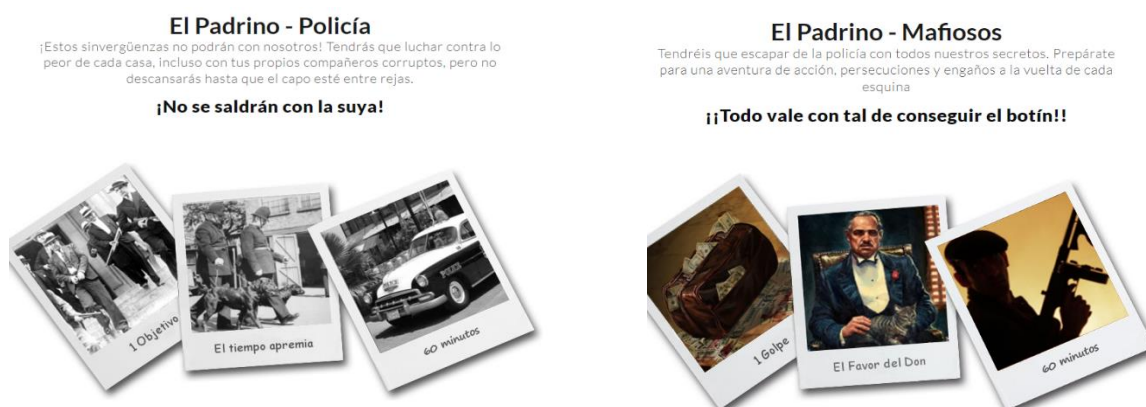 El Padrino - Policía
¡Estos sinvergüenzas no podrán con nosotros! Tendrás que luchar contra lo
peor de cada casa, incluso con tus propios compañeros corruptos, pero no
descansarás hasta que el capo esté entre rejas.
¡No se saldrán con la suya!
1 Objetivo
El tiempo apremia
POLICE
60 minutos
El Padrino - Mafiosos
Tendréis que escapar de la policía con todos nuestros secretos. Prepárate
para una aventura de acción, persecuciones y engaños a la vuelta de cada
esquina
¡¡Todo vale con tal de conseguir el botín!!
1 Golpe
El Favor del Don
60 minutos